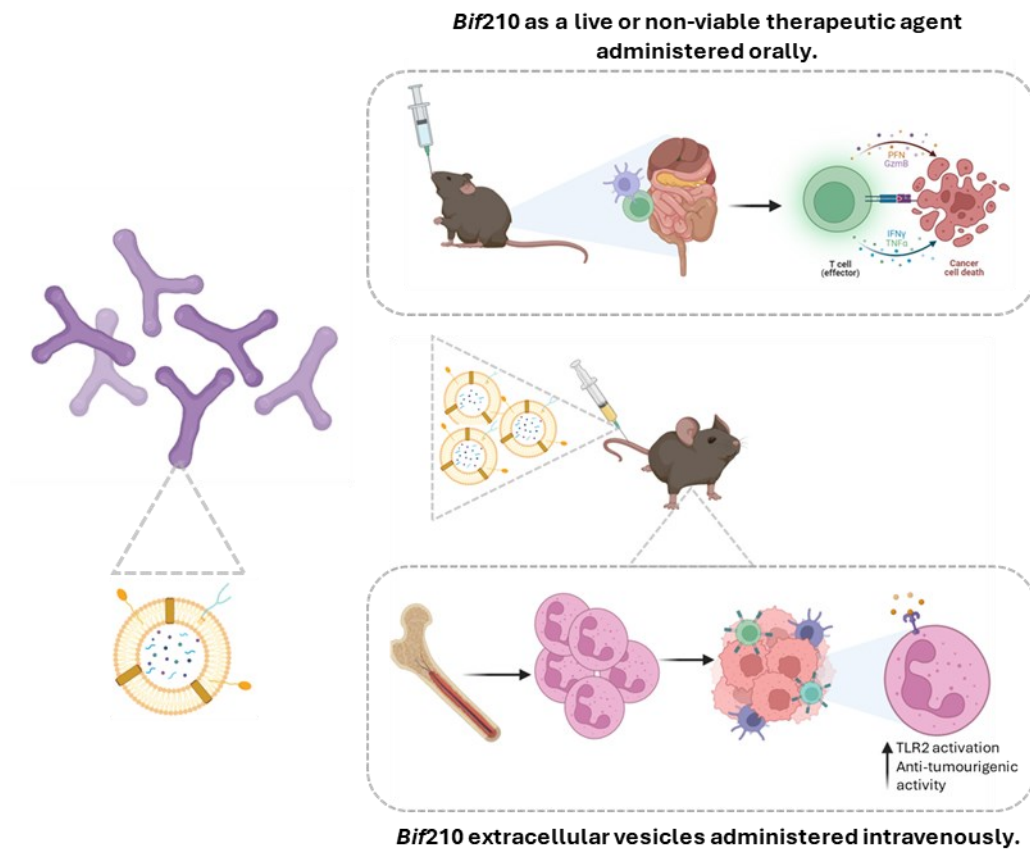 Bif210 as a live or non-viable therapeutic agent
administered orally.
PFN
GzmB
IFNγ
TNFα
T cell
(effector)
Cancer
cell death
TLR2 activation
Anti-tumourigenic
activity
Bif210 extracellular vesicles administered intravenously.